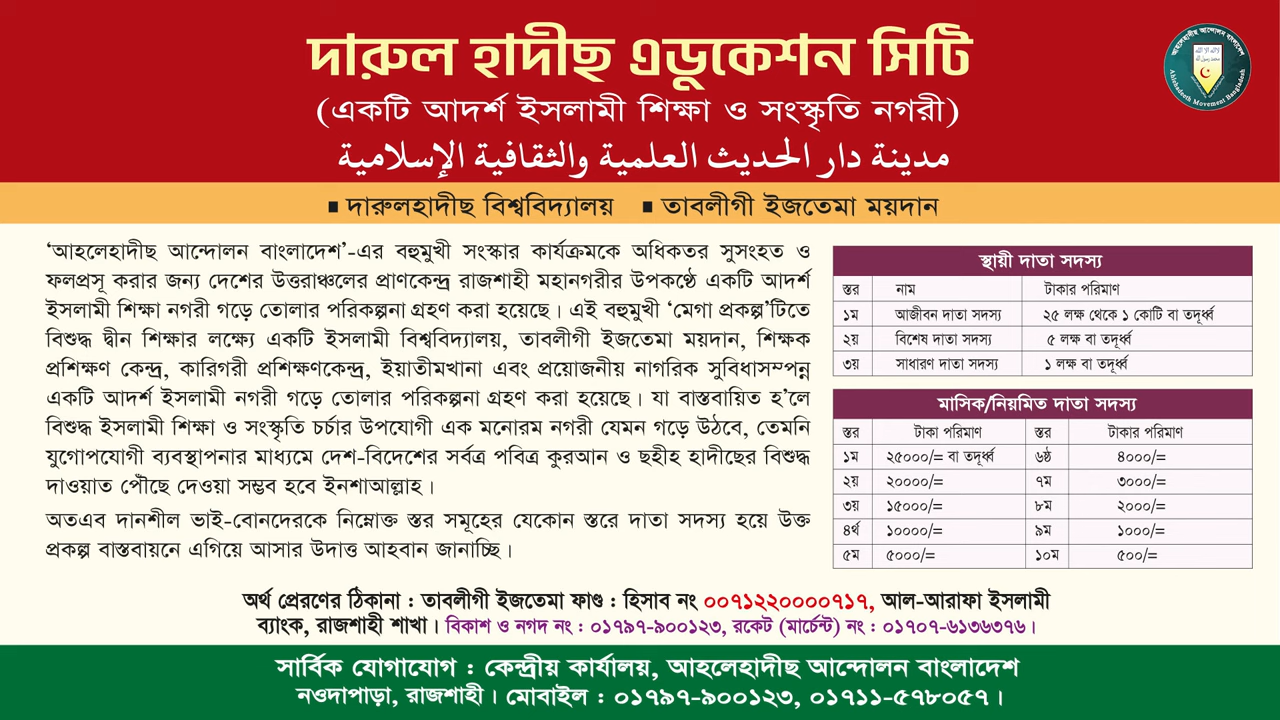 দারুল হাদীছ এডুকেশন সিটি
(একটি আদর্শ ইসলামী শিক্ষা ও সংস্কৃতি নগরী)
مدينة دار الحديث العلمية والثقافية الإسلامية
আহলেহাদীছ আন্দোলন বাংলাদেশ
Ahlehadeeth Movement Bangladesh
■ দারুলহাদীছ বিশ্ববিদ্যালয় ■ তাবলীগী ইজতেমা ময়দান
‘আহলেহাদীছ আন্দোলন বাংলাদেশ’-এর বহুমুখী সংস্কার কার্যক্রমকে অধিকতর সুসংহত ও
ফলপ্রসূ করার জন্য দেশের উত্তরাঞ্চলের প্রাণকেন্দ্র রাজশাহী মহানগরীর উপকণ্ঠে একটি আদর্শ
ইসলামী শিক্ষা নগরী গড়ে তোলার পরিকল্পনা গ্রহণ করা হয়েছে। এই বহুমুখী ‘মেগা প্রকল্প’টিতে
বিশুদ্ধ দ্বীন শিক্ষার লক্ষ্যে একটি ইসলামী বিশ্ববিদ্যালয়, তাবলীগী ইজতেমা ময়দান, শিক্ষক
প্রশিক্ষণ কেন্দ্র, কারিগরী প্রশিক্ষণকেন্দ্র, ইয়াতীমখানা এবং প্রয়োজনীয় নাগরিক সুবিধাসম্পন্ন
একটি আদর্শ ইসলামী নগরী গড়ে তোলার পরিকল্পনা গ্রহণ করা হয়েছে। যা বাস্তবায়িত হ’লে
বিশুদ্ধ ইসলামী শিক্ষা ও সংস্কৃতি চর্চার উপযোগী এক মনোরম নগরী যেমন গড়ে উঠবে, তেমনি
যুগোপযোগী ব্যবস্থাপনার মাধ্যমে দেশ-বিদেশের সর্বত্র পবিত্র কুরআন ও ছহীহ হাদীছের বিশুদ্ধ
দাওয়াত পৌঁছে দেওয়া সম্ভব হবে ইনশাআল্লাহ।
অতএব দানশীল ভাই-বোনদেরকে নিম্নোক্ত স্তর সমূহের যেকোন স্তরে দাতা সদস্য হয়ে উক্ত
প্রকল্প বাস্তবায়নে এগিয়ে আসার উদাত্ত আহবান জানাচ্ছি।
স্থায়ী দাতা সদস্য
স্তর নাম টাকার পরিমাণ
১ম আজীবন দাতা সদস্য ২৫ লক্ষ থেকে ১ কোটি বা তদূর্ধ্ব
২য় বিশেষ দাতা সদস্য ৫ লক্ষ বা তদূর্ধ্ব
৩য় সাধারণ দাতা সদস্য ১ লক্ষ বা তদূর্ধ্ব
মাসিক/নিয়মিত দাতা সদস্য
স্তর টাকা পরিমাণ স্তর টাকার পরিমাণ
১ম ২৫০০০/= বা তদূর্ধ্ব ৬ষ্ঠ ৪০০০/=
২য় ২০০০০/= ৭ম ৩০০০/=
৩য় ১৫০০০/= ৮ম ২০০০/=
৪র্থ ১০০০০/= ৯ম ১০০০/=
৫ম ৫০০০/= ১০ম ৫০০/=
অর্থ প্রেরণের ঠিকানা : তাবলীগী ইজতেমা ফাণ্ড : হিসাব নং ০০৭১২২০০০০৭১৭, আল-আরাফা ইসলামী
ব্যাংক, রাজশাহী শাখা। বিকাশ ও নগদ নং : ০১৭৯৭-৯০০১২৩, রকেট (মার্চেন্ট) নং : ০১৭০৭-৬১৩৬৩৭৬।
সার্বিক যোগাযোগ : কেন্দ্রীয় কার্যালয়, আহলেহাদীছ আন্দোলন বাংলাদেশ
নওদাপাড়া, রাজশাহী। মোবাইল : ০১৭৯৭-৯০০১২৩, ০১৭১১-৫৭৮০৫৭।